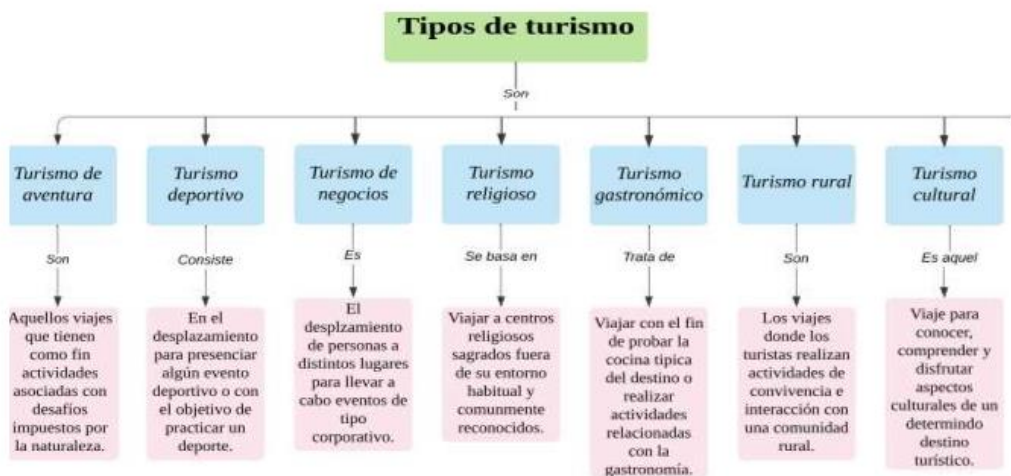 Tipos de turismo
Son
Turismo de
aventura
Turismo
deportivo
Turismo de
negocios
Turismo
religioso
Turismo
gastronómico
Turismo rural
Turismo
cultural
Son
Consiste
Es
Se basa en
Trata de
Son
Es aquel
Aquellos viajes
que tienen
como fin
actividades
asociadas con
desafíos
impuestos por
la naturaleza.
En el
desplazamiento
para presenciar
algún evento
deportivo o con
el objetivo de
practicar un
deporte.
El
desplzamiento
de personas a
distintos lugares
para llevar a
cabo eventos de
tipo
corporativo.
Viajar a centros
religiosos
sagrados fuera
de su entorno
habitual y
comunmente
reconocidos.
Viajar con el fin
de probar la
cocina tipica
del destino o
realizar
actividades
relacionadas
con la
gastronomía.
Los viajes
donde los
turistas realizan
actividades de
convivencia e
interacción con
una comunidad
rural.
Viaje para
conocer,
comprender y
disfrutar
aspectos
culturales de un
determindo
destino
turístico.